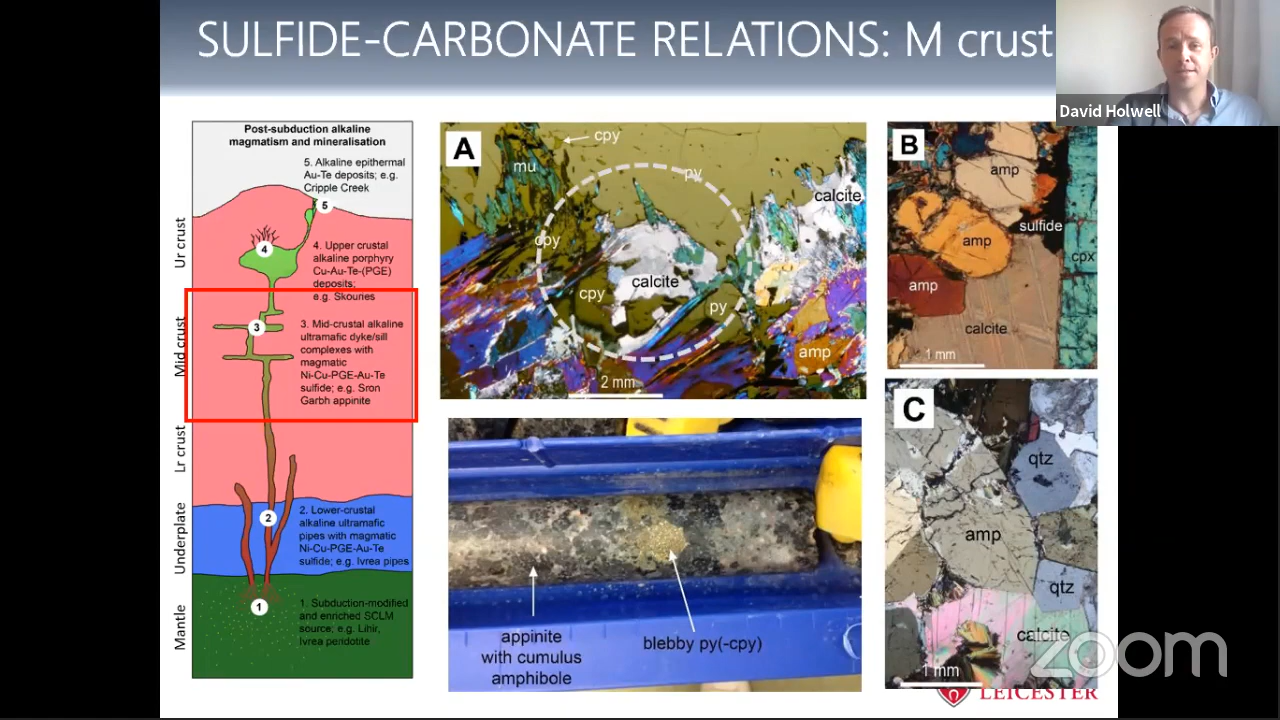 SULFIDE-CARBONATE RELATIONS: M crust
David Holwell
Post-subduction alkaline
magmatism and mineralisation
5. Alkaline epithermal
Au-Te deposits; e.g.
Cripple Creek
5
4
4. Upper crustal
alkaline porphyry
Cu-Au-Te-(PGE)
deposits;
e.g. Skouries
3
3. Mid-crustal alkaline
ultramafic dyke/sill
complexes with
magmatic
Ni-Cu-PGE-Au-Te
sulfide; e.g. Sron
Garbh appinite
2
2. Lower-crustal
alkaline ultramafic
pipes with magmatic
Ni-Cu-PGE-Au-Te
sulfide; e.g. Ivrea pipes
1
1. Subduction-modified
and enriched SCLM
source; e.g. Lihir,
Ivrea peridotite
Ur crust
Mid crust
Lr crust
Underplate
Mantle
A
cpy
mu
py
calcite
cpy
calcite
cpy
py
amp
2 mm
appinite
with cumulus
amphibole
blebby py(-cpy)
B
amp
sulfide
amp
cpx
amp
calcite
1 mm
C
qtz
amp
qtz
calcite
1 mm
zoom
LEICESTER